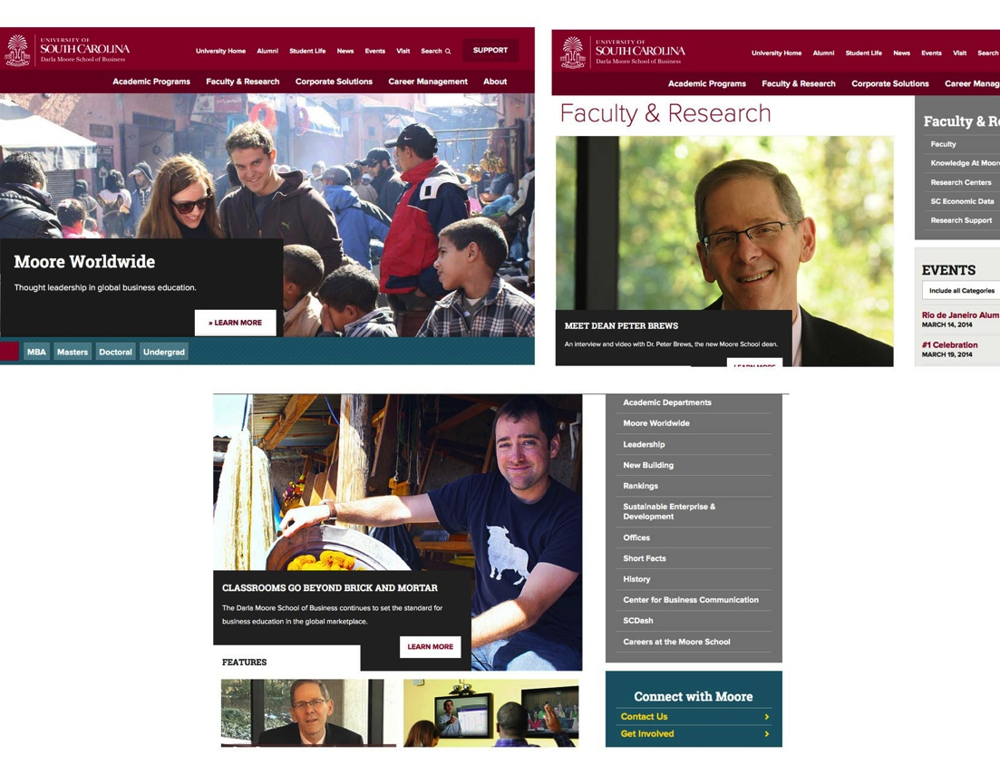 UNIVERSITY OF
SOUTH CAROLINA
Darla Moore School of Business
University Home Alumni Student Life News Events Visit Search SUPPORT
Academic Programs Faculty & Research Corporate Solutions Career Management About
Moore Worldwide
Thought leadership in global business education.
» LEARN MORE
MBA Masters Doctoral Undergrad
UNIVERSITY OF
SOUTH CAROLINA
Darla Moore School of Business
University Home Alumni Student Life News Events Visit Search
Academic Programs Faculty & Research Corporate Solutions Career Manag
Faculty & Research
MEET DEAN PETER BREWS
An interview and video with Dr. Peter Brews, the new Moore School dean.
LEARN MORE
Faculty & Re
Faculty
Knowledge At Moore
Research Centers
SC Economic Data
Research Support
EVENTS
Include all Categories
Rio de Janeiro Alum
MARCH 14, 2014
#1 Celebration
MARCH 19, 2014
CLASSROOMS GO BEYOND BRICK AND MORTAR
The Darla Moore School of Business continues to set the standard for
business education in the global marketplace.
LEARN MORE
FEATURES
Academic Departments
Moore Worldwide
Leadership
New Building
Rankings
Sustainable Enterprise &
Development
Offices
Short Facts
History
Center for Business Communication
SCDash
Careers at the Moore School
Connect with Moore
Contact Us
Get Involved